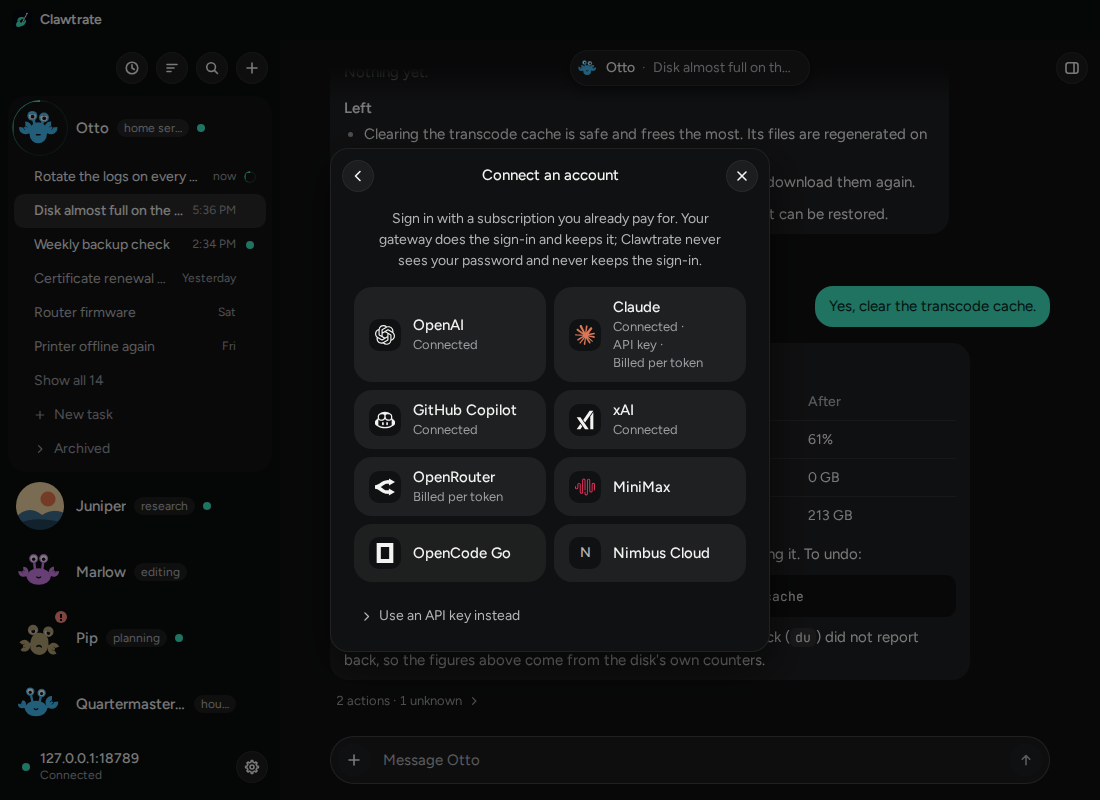 Clawtrate
Otto · Disk almost full on th...
Nothing yet.
Otto home ser...
Left
Clearing the transcode cache is safe and frees the most. Its files are regenerated on
Rotate the logs on every ... now
Disk almost full on the ... 5:36 PM
Weekly backup check 2:34 PM
Certificate renewal ... Yesterday
Router firmware Sat
Printer offline again Fri
Show all 14
+ New task
Archived
Juniper research
Marlow editing
! Pip planning
Quartermaster... hou...
127.0.0.1:18789
Connected
Connect an account
Sign in with a subscription you already pay for. Your
gateway does the sign-in and keeps it; Clawtrate never
sees your password and never keeps the sign-in.
OpenAI
Connected
Claude
Connected ·
API key ·
Billed per token
GitHub Copilot
Connected
xAI
Connected
OpenRouter
Billed per token
MiniMax
OpenCode Go
N Nimbus Cloud
Use an API key instead
download them again.
t can be restored.
Yes, clear the transcode cache.
After
61%
0 GB
213 GB
ng it. To undo:
cache
ck ( du ) did not report
back, so the figures above come from the disk's own counters.
2 actions · 1 unknown
Message Otto